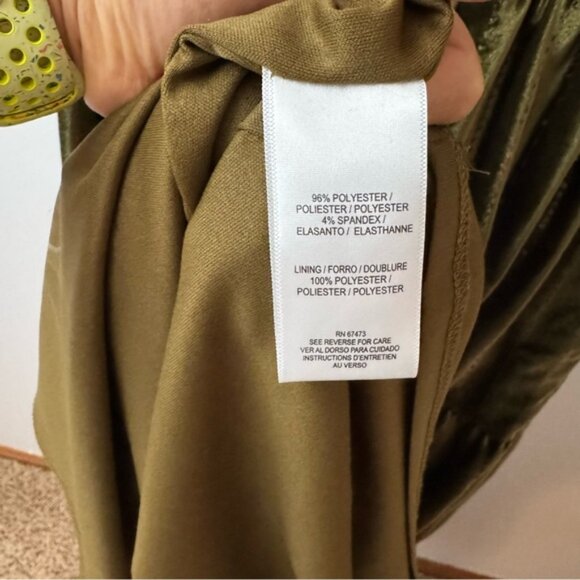 96% POLYESTER /
POLIESTER / POLYESTER
4% SPANDEX /
ELASANTO / ELASTHANNE
LINING / FORRO / DOUBLURE
100% POLYESTER /
POLIESTER / POLYESTER
RN 67473
SEE REVERSE FOR CARE
VER AL DORSO PARA CUIDADO
INSTRUCTIONS D'ENTRETIEN
AU VERSO